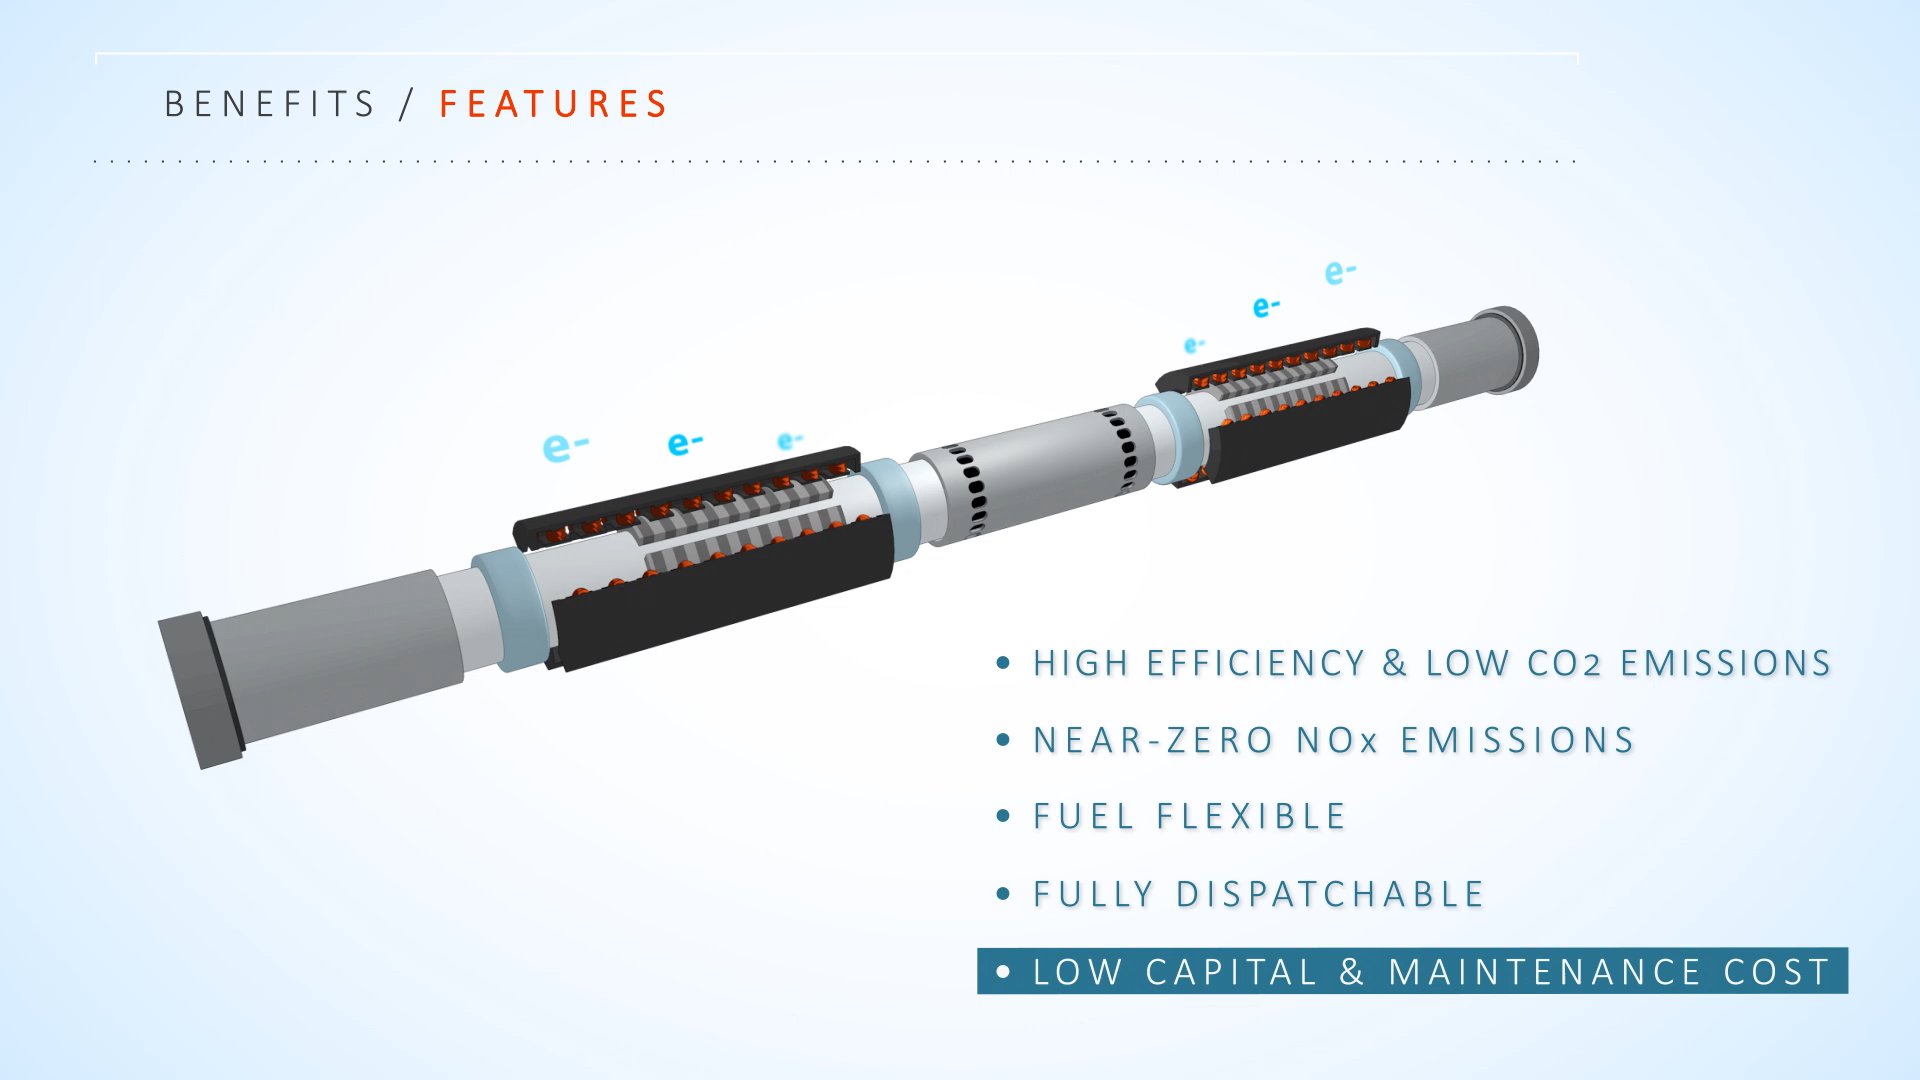 BENEFITS / FEATURES
e-
e-
e-
e-
e-
e-
• HIGH EFFICIENCY & LOW CO2 EMISSIONS
• NEAR-ZERO NOx EMISSIONS
• FUEL FLEXIBLE
• FULLY DISPATCHABLE
• LOW CAPITAL & MAINTENANCE COST